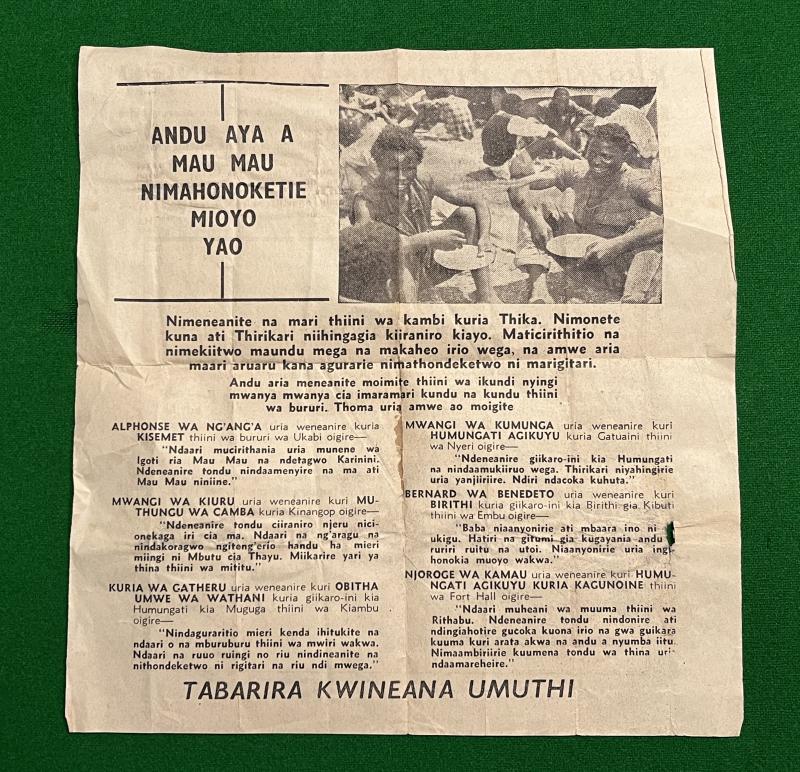 ANDU AYA A
MAU MAU
NIMAHONOKETIE
MIOYO
YAO
Nimeneanite na mari thiini wa kambi kuria Thika. Nimonete
kuna ati Thirikari niihingagia kiiraniro kiayo. Maticirithitio na
nimekiitwo maundu mega na makaheo irio wega, na amwe aria
maari aruaru kana agurarie nimathondeketwo ni marigitari.
Andu aria meneanite moimite thiini wa ikundi nyingi
mwanya mwanya cia imaramari kundu na kundu thiini
wa bururi. Thoma uria amwe ao moigite
ALPHONSE WA NG'ANG'A uria weneanire kuria
KISEMET thiini wa bururi wa Ukabi oigire—
"Ndaari mucirithania uria munene wa
Igoti ria Mau Mau na ndetagwo Karinini.
Ndeneanire tondu nindaamenyire na ma ati
Mau Mau niniine."
MWANGI WA KIURU uria weneanire kuri MU-
THUNGU WA CAMBA kuria Kinangop oigire—
"Ndeneanire tondu ciiraniro njeru nici-
onekaga iri cia ma. Ndaari na ng'aragu na
nindakoragwo ngiteng'erio handu ha mieri
miingi ni Mbutu cia Thayu. Miikarire yari ya
thina thiini wa mititu."
KURIA WA GATHERU uria weneanire kuri OBITHA
UMWE WA WATHANI kuria giikaro-ini kia
Humungati kia Muguga thiini wa Kiambu
oigire—
"Nindaguraritio mieri kenda ihitukite na
ndaari o na mburuburu thiini wa mwiri wakwa.
Ndaari na ruuo ruingi no riu nindineanite na
nithondeketwo ni rigitari na riu ndi mwega."
MWANGI WA KUMUNGA uria weneanire kuri
HUMUNGATI AGIKUYU kuria Gatuaini thiini
wa Nyeri oigire—
"Ndeneanire giikaro-ini kia Humungati
na nindaamukiiruo wega. Thirikari niyahingirie
uria yanjiriire. Ndiri ndacoka kuhuta."
BERNARD WA BENEDETO uria weneanire kuri
BIRITHI kuria giikaro-ini kia Birithi gia Kibuti
thiini wa Embu oigire—
"Baba niaanyonirie ati mbaara ino ni
ukigu. Hatiri na gitumi gia kugayania andu
ruriri ruitu na utoi. Niaanyonirie uria ingi-
honokia muoyo wakwa."
NJOROGE WA KAMAU uria weneanire kuri HUMU-
NGATI AGIKUYU KURIA KAGUNOINE thiini
wa Fort Hall oigire—
"Ndaari muheani wa muuma thiini wa
Rithabu. Ndeneanire tondu nindonire ati
ndingiahotire gucoka kuona irio na gwa guikara
kuuma kuri arata akwa na andu a nyumba iitu.
Nimaambiriirie kuumena tondu wa thina uri-
ndaamareheire."
TABARIRA KWINEANA UMUTHI